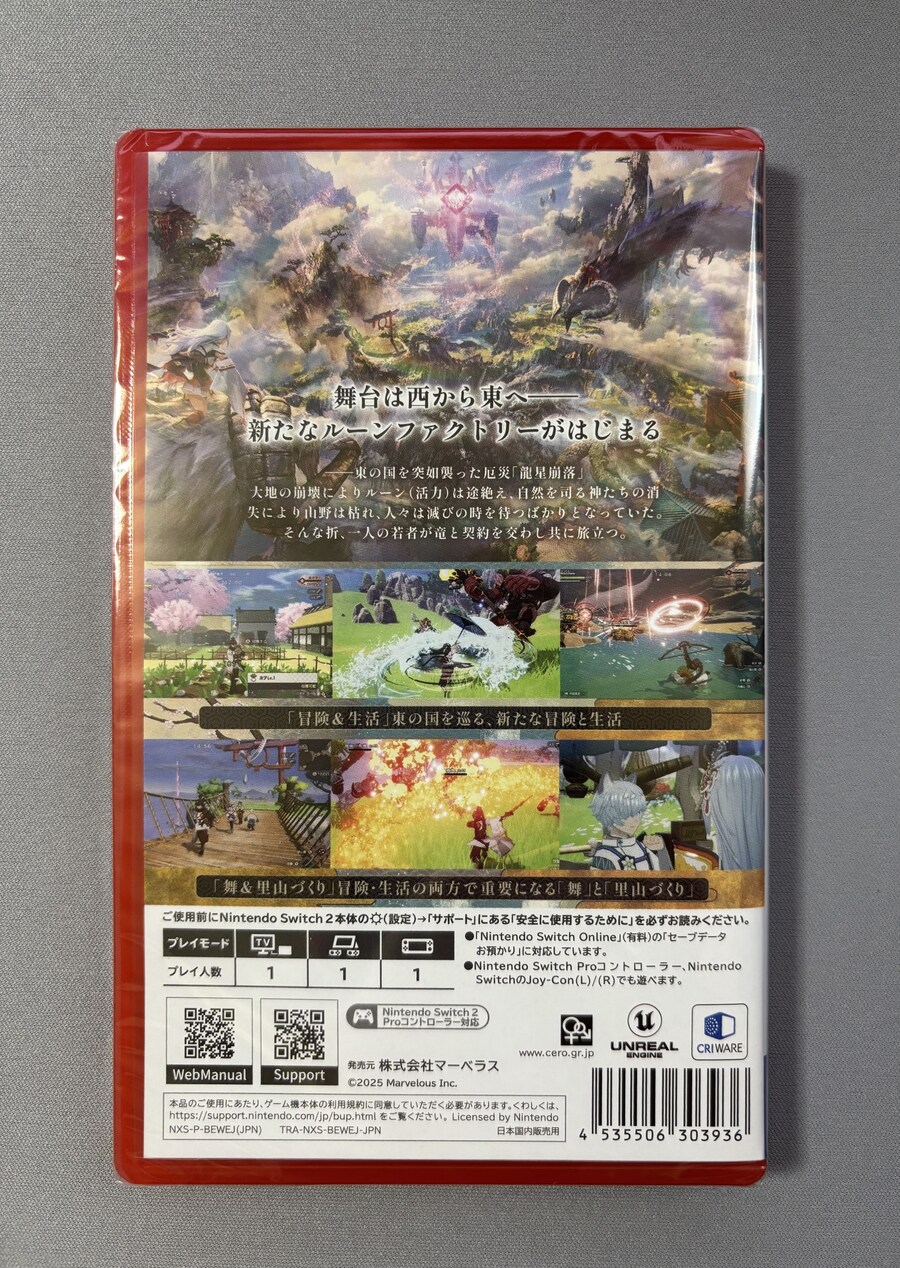 舞台は西から東へ――
新たなルーンファクトリーがはじまる
――東の国を突如襲った厄災「龍星崩落」
大地の崩壊によりルーン(活力)は途絶え、自然を司る神たちの消
失により山野は枯れ、人々は滅びの時を待つばかりとなっていた。
そんな折、一人の若者が竜と契約を交わし共に旅立つ。
「冒険&生活」東の国を巡る、新たな冒険と生活
「舞&里山づくり」冒険・生活の両方で重要になる「舞」と「里山づくり」
ご使用前にNintendo Switch 2本体の(設定)→「サポート」にある「安全に使用するために」を必ずお読みください。
プレイモード TV
プレイ人数 1 1 1
●「Nintendo Switch Online」(有料)の「セーブデータ
お預かり」に対応しています。
●Nintendo Switch Proコントローラー、Nintendo
SwitchのJoy-Con(L)/(R)でも遊べます。
Nintendo Switch 2
Proコントローラー対応
WebManual
Support
発売元 株式会社マーベラス
©2025 Marvelous Inc.
www.cero.gr.jp
UNREAL
ENGINE
CRIWARE
本品のご使用にあたり、ゲーム機本体の利用規約に同意していただく必要があります。くわしくは、
https://support.nintendo.com/jp/bup.html をご覧ください。 Licensed by Nintendo
NXS-P-BEWEJ(JPN) TRA-NXS-BEWEJ-JPN 日本国内販売用
4 535506 303936